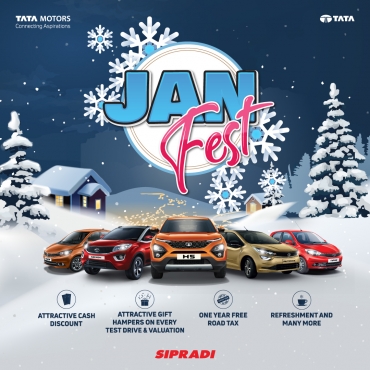 TATA MOTORS
Connecting Aspirations
TATA
JAN
Fest
H5
ATTRACTIVE CASH
DISCOUNT
ATTRACTIVE GIFT
HAMPERS ON EVERY
TEST DRIVE & VALUATION
ONE YEAR FREE
ROAD TAX
REFRESHMENT AND
MANY MORE
SIPRADI